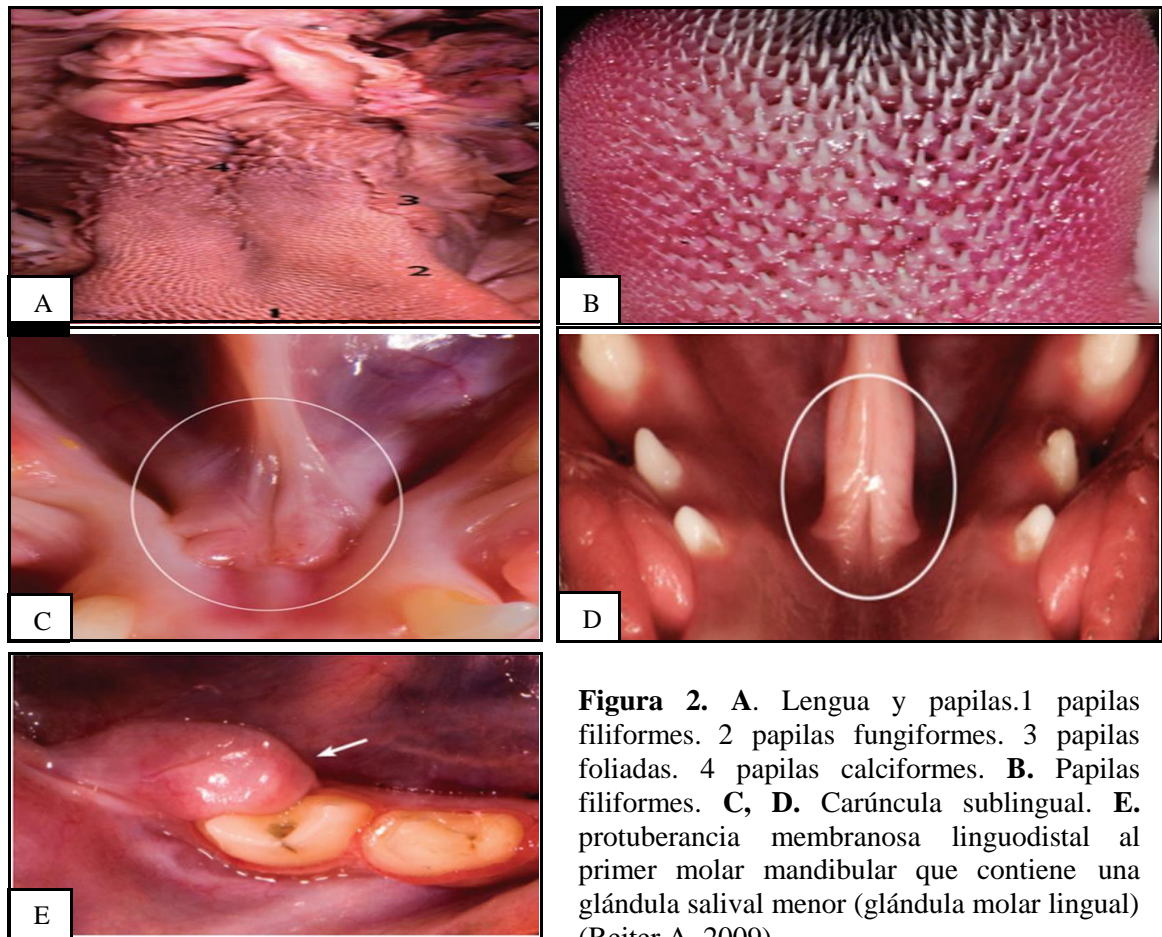 4
3
2
1
A
B
C
D
E
Figura 2. A. Lengua y papilas.1 papilas
filiformes. 2 papilas fungiformes. 3 papilas
foliadas. 4 papilas calciformes. B. Papilas
filiformes. C, D. Carúncula sublingual. E.
protuberancia membranosa linguodistal al
primer molar mandibular que contiene una
glándula salival menor (glándula molar lingual)
(Reiter A, 2009)